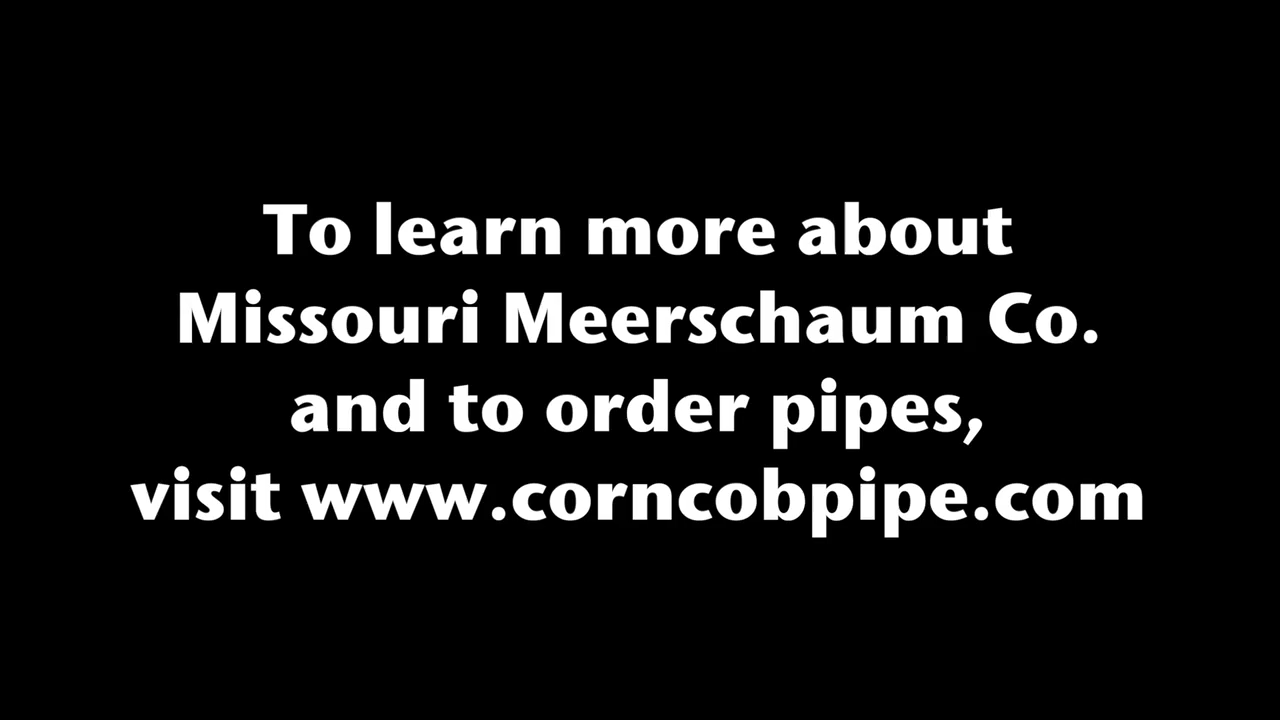 To learn more about
Missouri Meerschaum Co.
and to order pipes,
visit www.corncobpipe.com